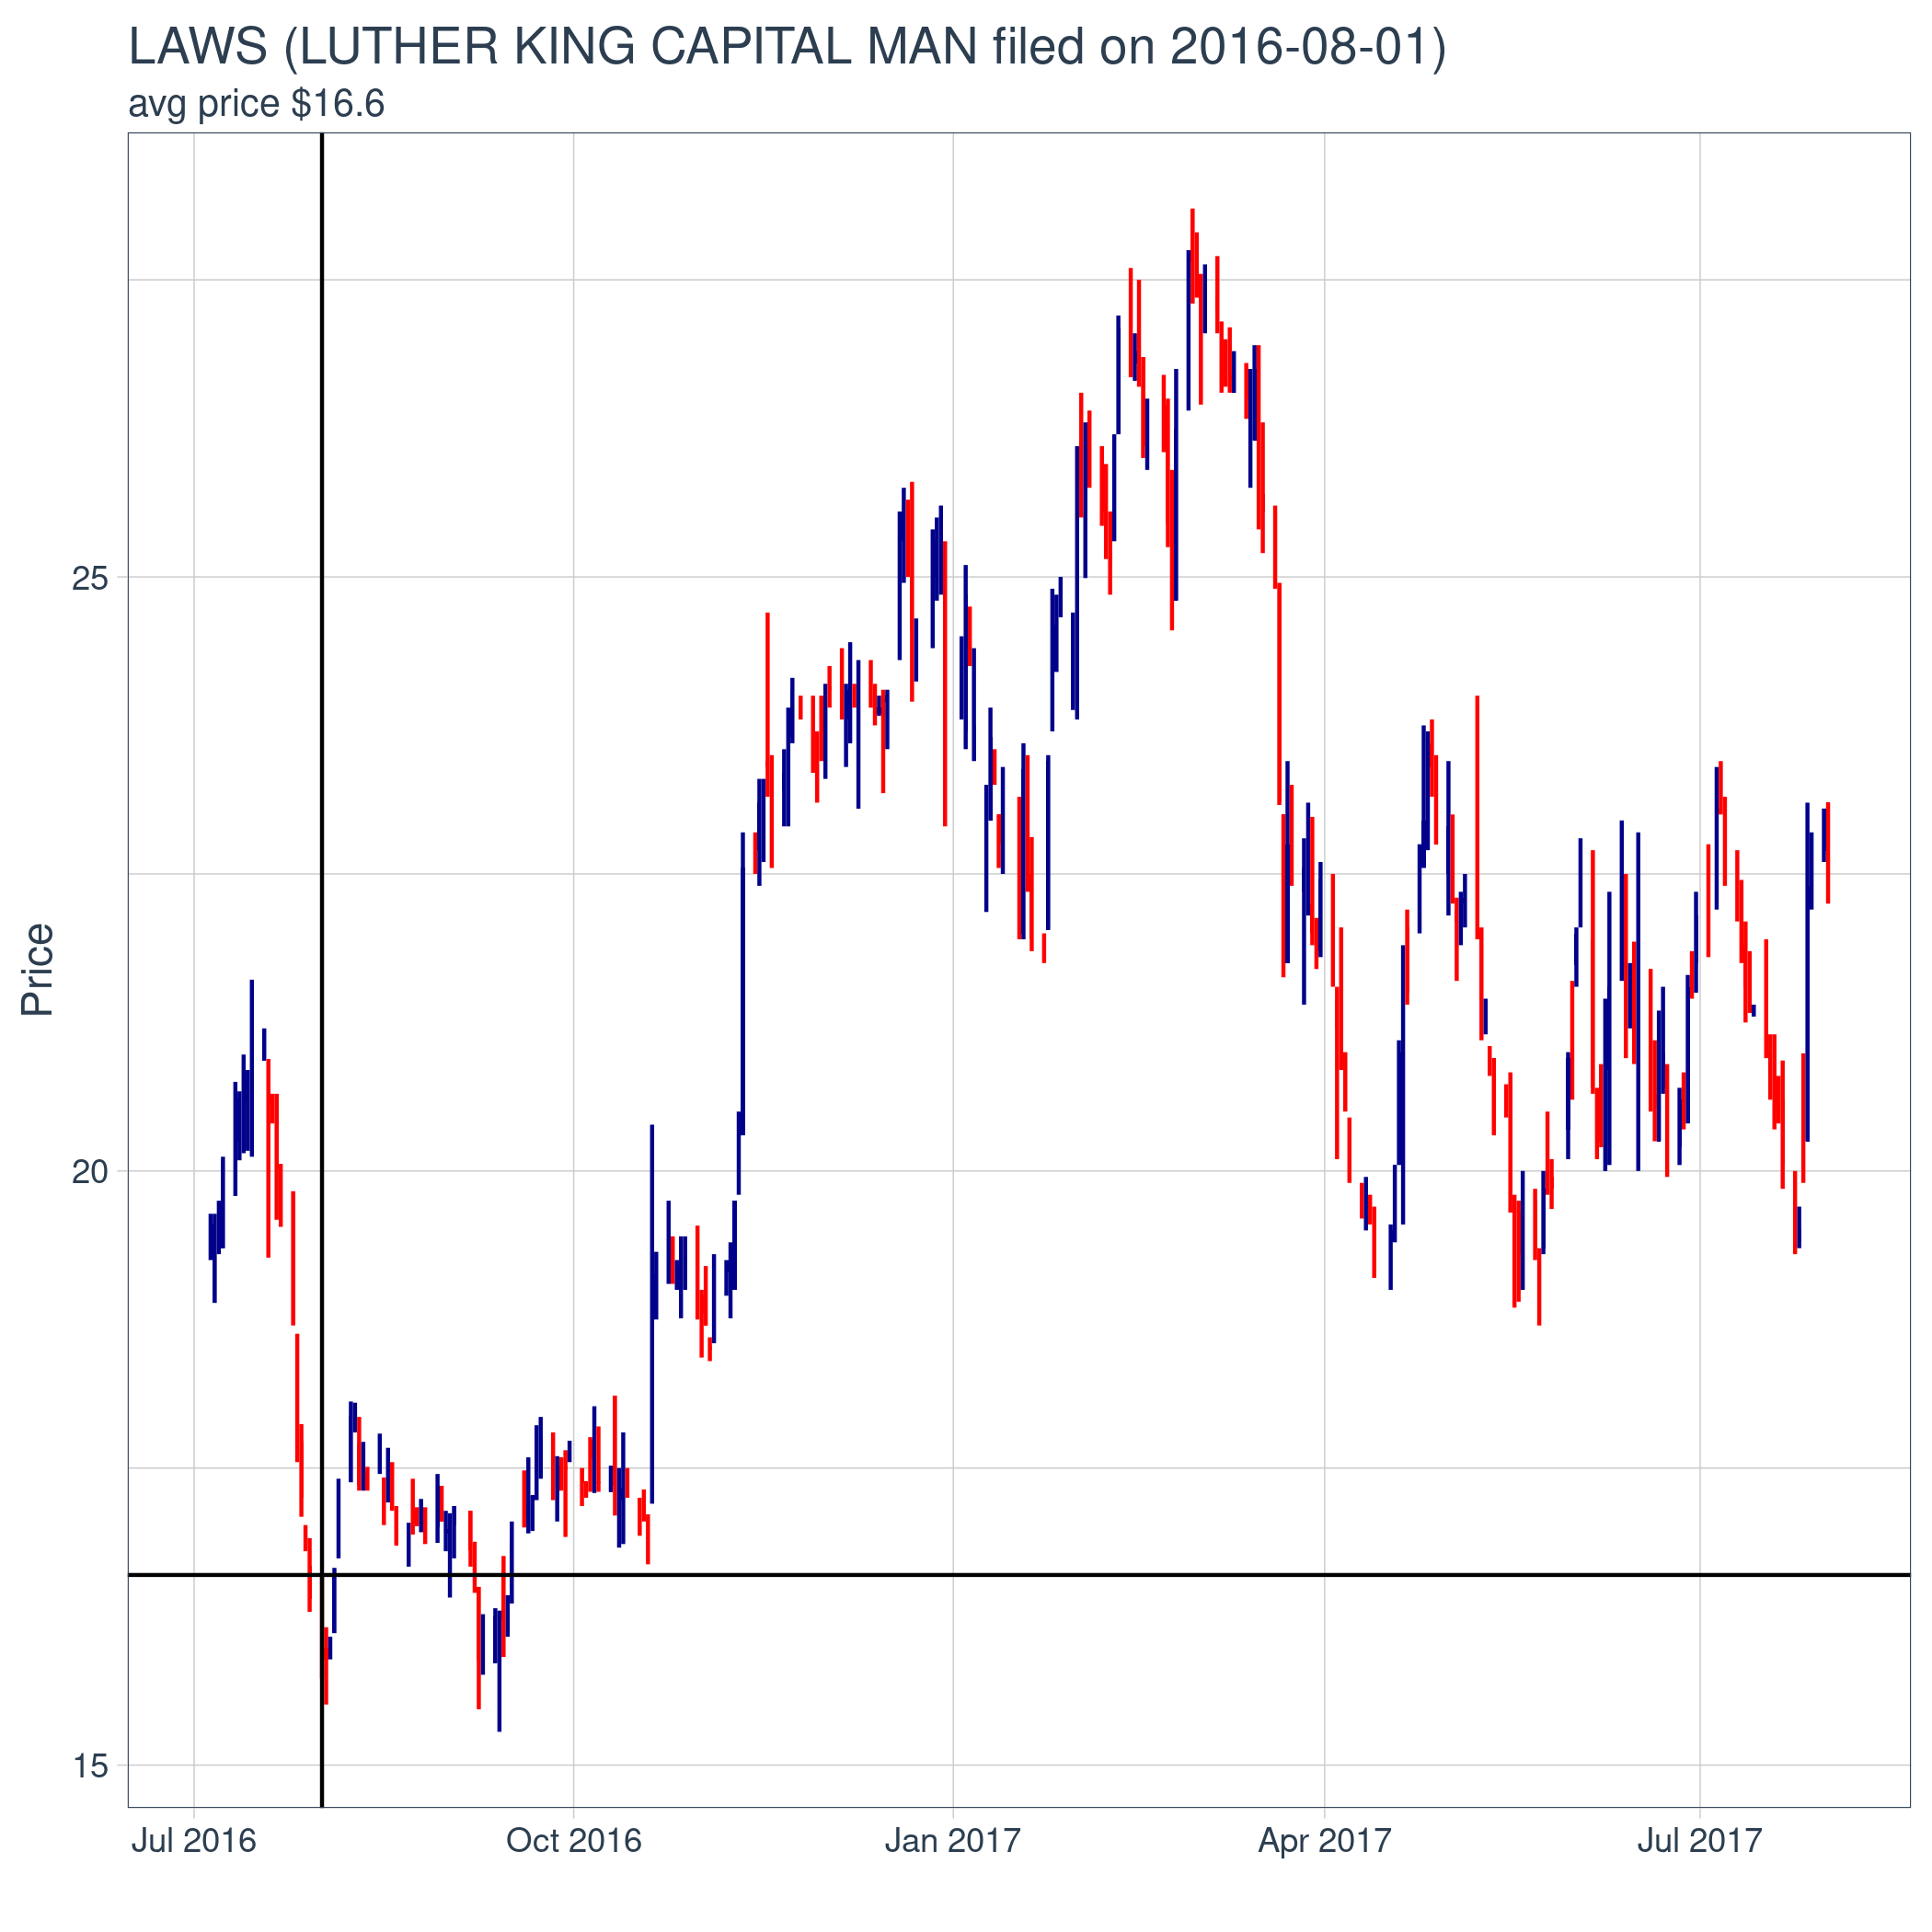 LAWS (LUTHER KING CAPITAL MAN filed on 2016-08-01)
avg price $16.6
Price
25
20
15
Jul 2016
Oct 2016
Jan 2017
Apr 2017
Jul 2017